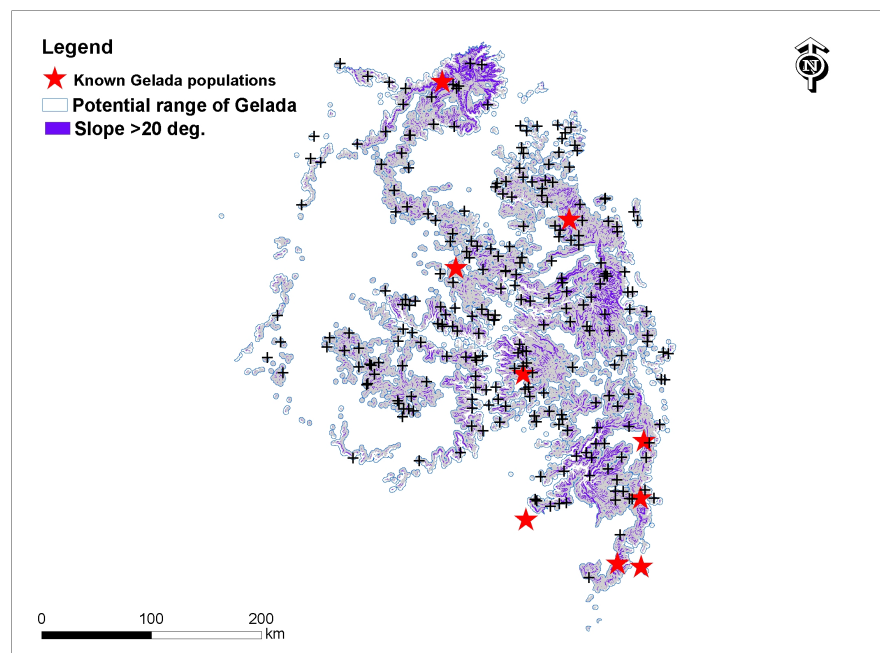 Legend
Known Gelada populations
Potential range of Gelada
Slope >20 deg.
N
0 100 200
km